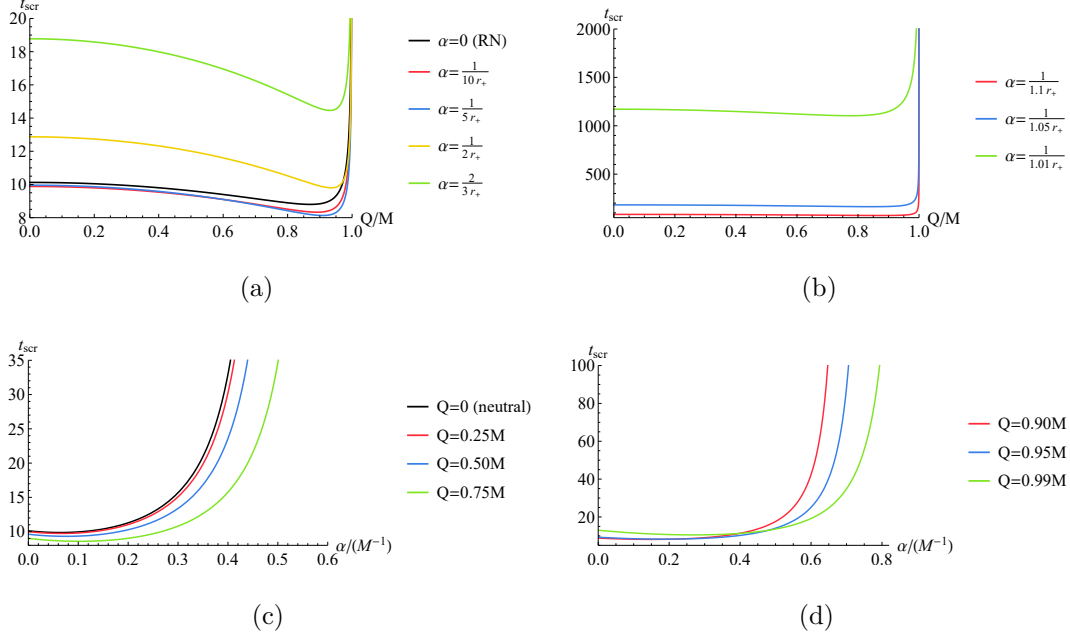 t_scr
20
18
16
14
12
10
8
0.0 0.2 0.4 0.6 0.8 1.0 Q/M
α=0 (RN)
α=1/(10 r₊)
α=1/(5 r₊)
α=1/(2 r₊)
α=2/(3 r₊)
(a)
t_scr
2000
1500
1000
500
0.0 0.2 0.4 0.6 0.8 1.0 Q/M
α=1/(1.1 r₊)
α=1/(1.05 r₊)
α=1/(1.01 r₊)
(b)
t_scr
35
30
25
20
15
10
0.0 0.1 0.2 0.3 0.4 0.5 0.6 α/(M⁻¹)
Q=0 (neutral)
Q=0.25M
Q=0.50M
Q=0.75M
(c)
t_scr
100
80
60
40
20
0.0 0.2 0.4 0.6 0.8 α/(M⁻¹)
Q=0.90M
Q=0.95M
Q=0.99M
(d)